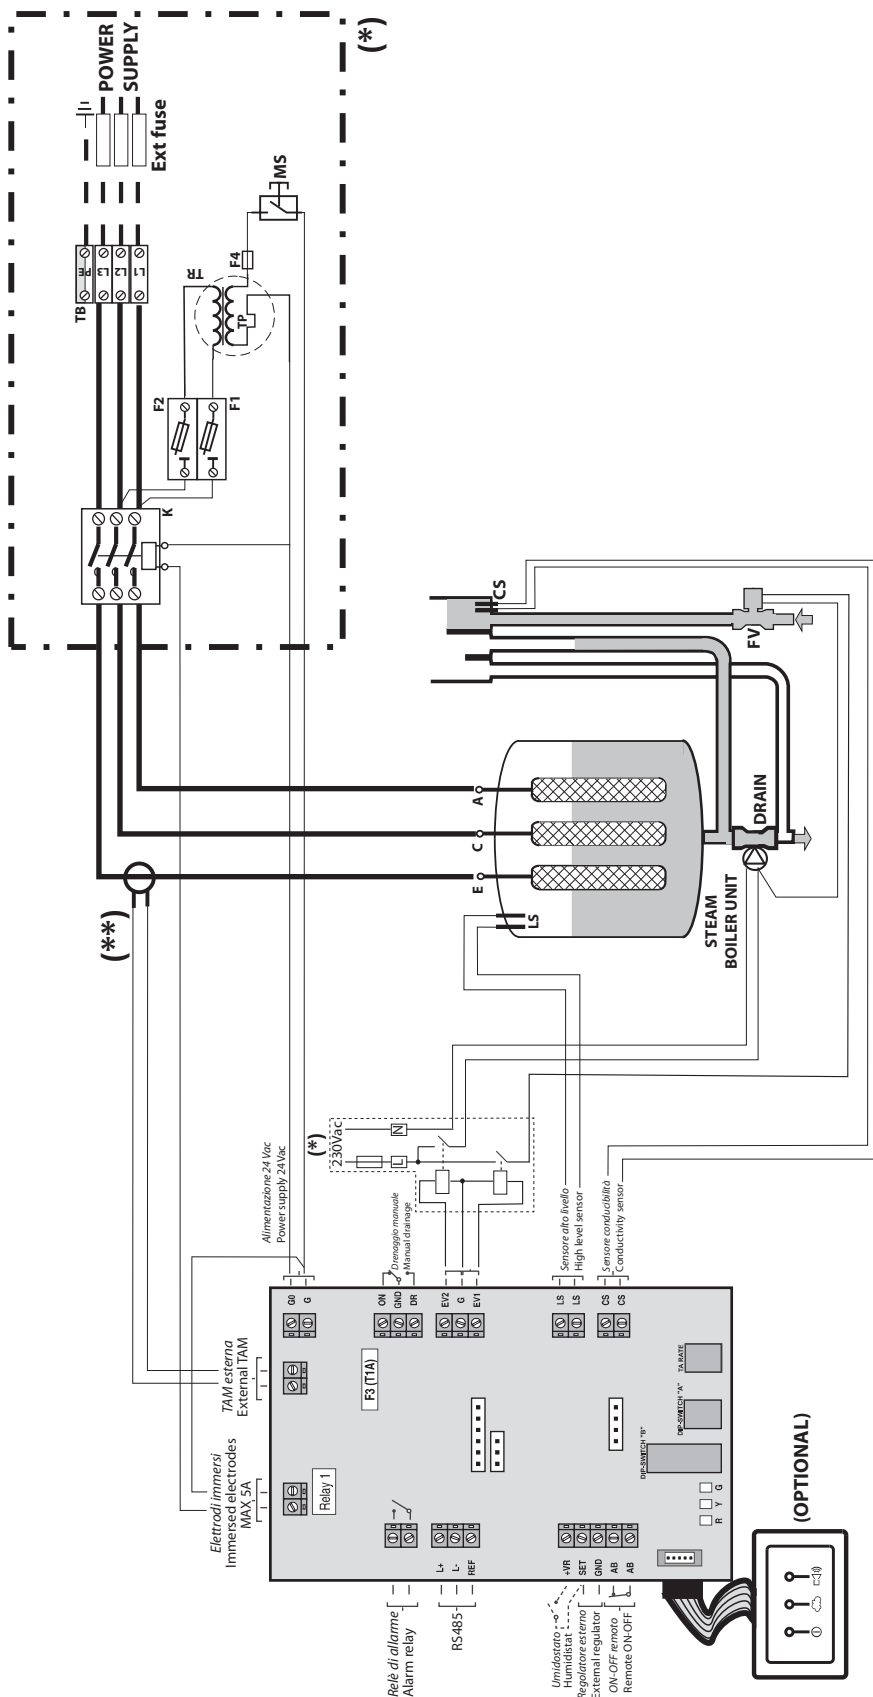 (*)
POWER
SUPPLY
Ext fuse
MS
F4
TR
TP
TB
PE
L3
L2
L1
F2
F1
K
CS
FV
DRAIN
STEAM
BOILER UNIT
A
C
E
LS
(**)
(*)
230Vac
N
L
Alimentazione 24 Vac
Power supply 24Vac
G0
G
Drenaggio manuale
Manual drainage
ON
GND
DR
EV2
G
EV1
Sensore alto livello
High level sensor
LS
LS
Sensore conducibilità
Conductivity sensor
CS
CS
TAM esterna
External TAM
F3 (T1A)
Elettrodi immersi
Immersed electrodes
MAX 5A
Relay 1
TA RATE
DIP-SWITCH "A"
DIP-SWITCH "B"
R
Y
G
Relè di allarme
Alarm relay
L+
L-
REF
RS485
+VR
SET
GND
AB
AB
Umidostato
Humidistat
Regolatore esterno
External regulator
ON-OFF remoto
Remote ON-OFF
(OPTIONAL)